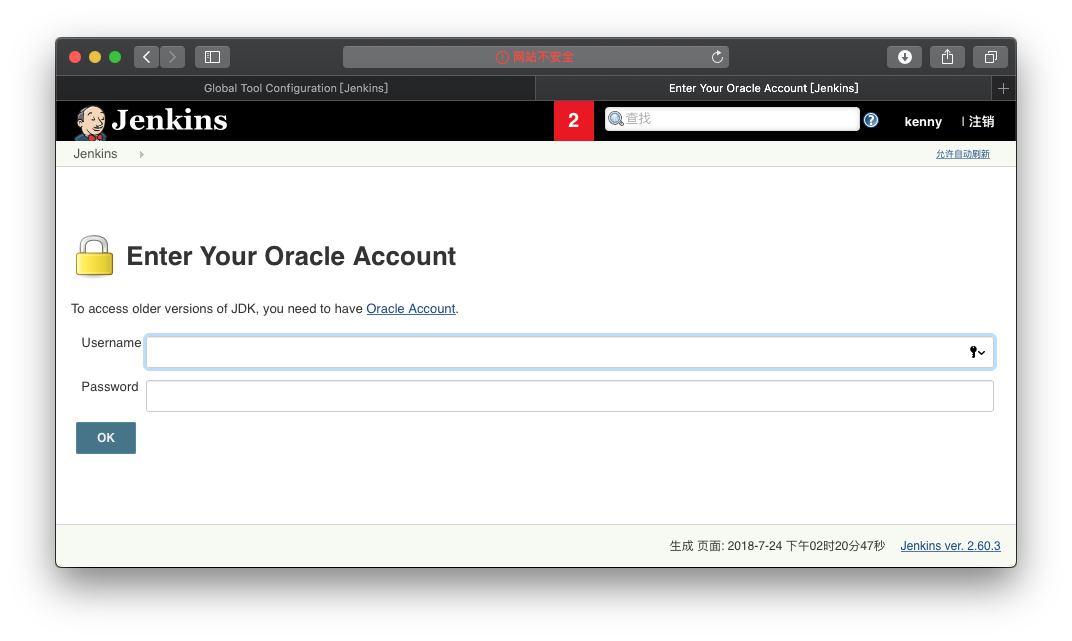 网站不安全
Global Tool Configuration [Jenkins]
Enter Your Oracle Account [Jenkins]
Jenkins
2
查找
kenny
| 注销
Jenkins
允许自动刷新
Enter Your Oracle Account
To access older versions of JDK, you need to have Oracle Account.
Username
Password
OK
生成 页面: 2018-7-24 下午02时20分47秒 Jenkins ver. 2.60.3